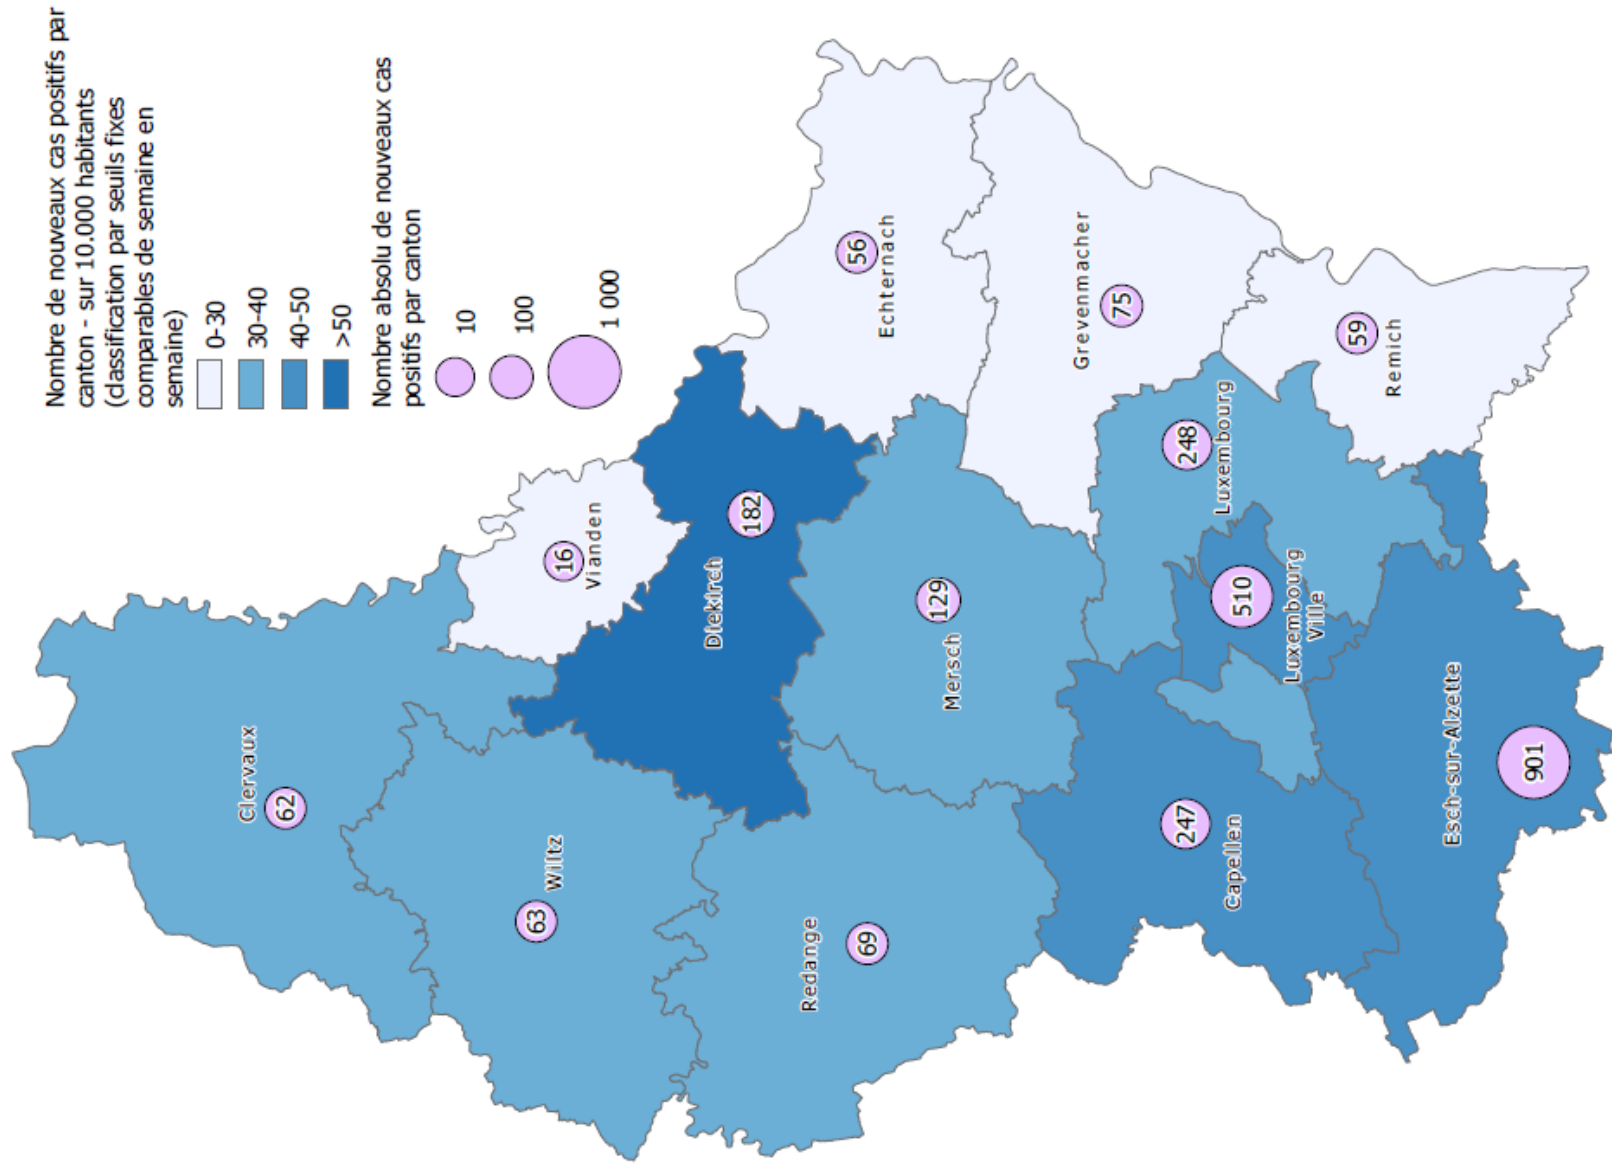 Nombre de nouveaux cas positifs par
canton - sur 10.000 habitants
(classification par seuils fixes
comparables de semaine en
semaine)
0-30
30-40
40-50
>50
Nombre absolu de nouveaux cas
positifs par canton
10
100
1 000
Clervaux
62
Wiltz
63
16
Vianden
Diekirch
182
Redange
69
Mersch
129
56
Echternach
Grevenmacher
75
247
Capellen
248
Luxembourg
510
Luxembourg
Ville
59
Remich
Esch-sur-Alzette
901